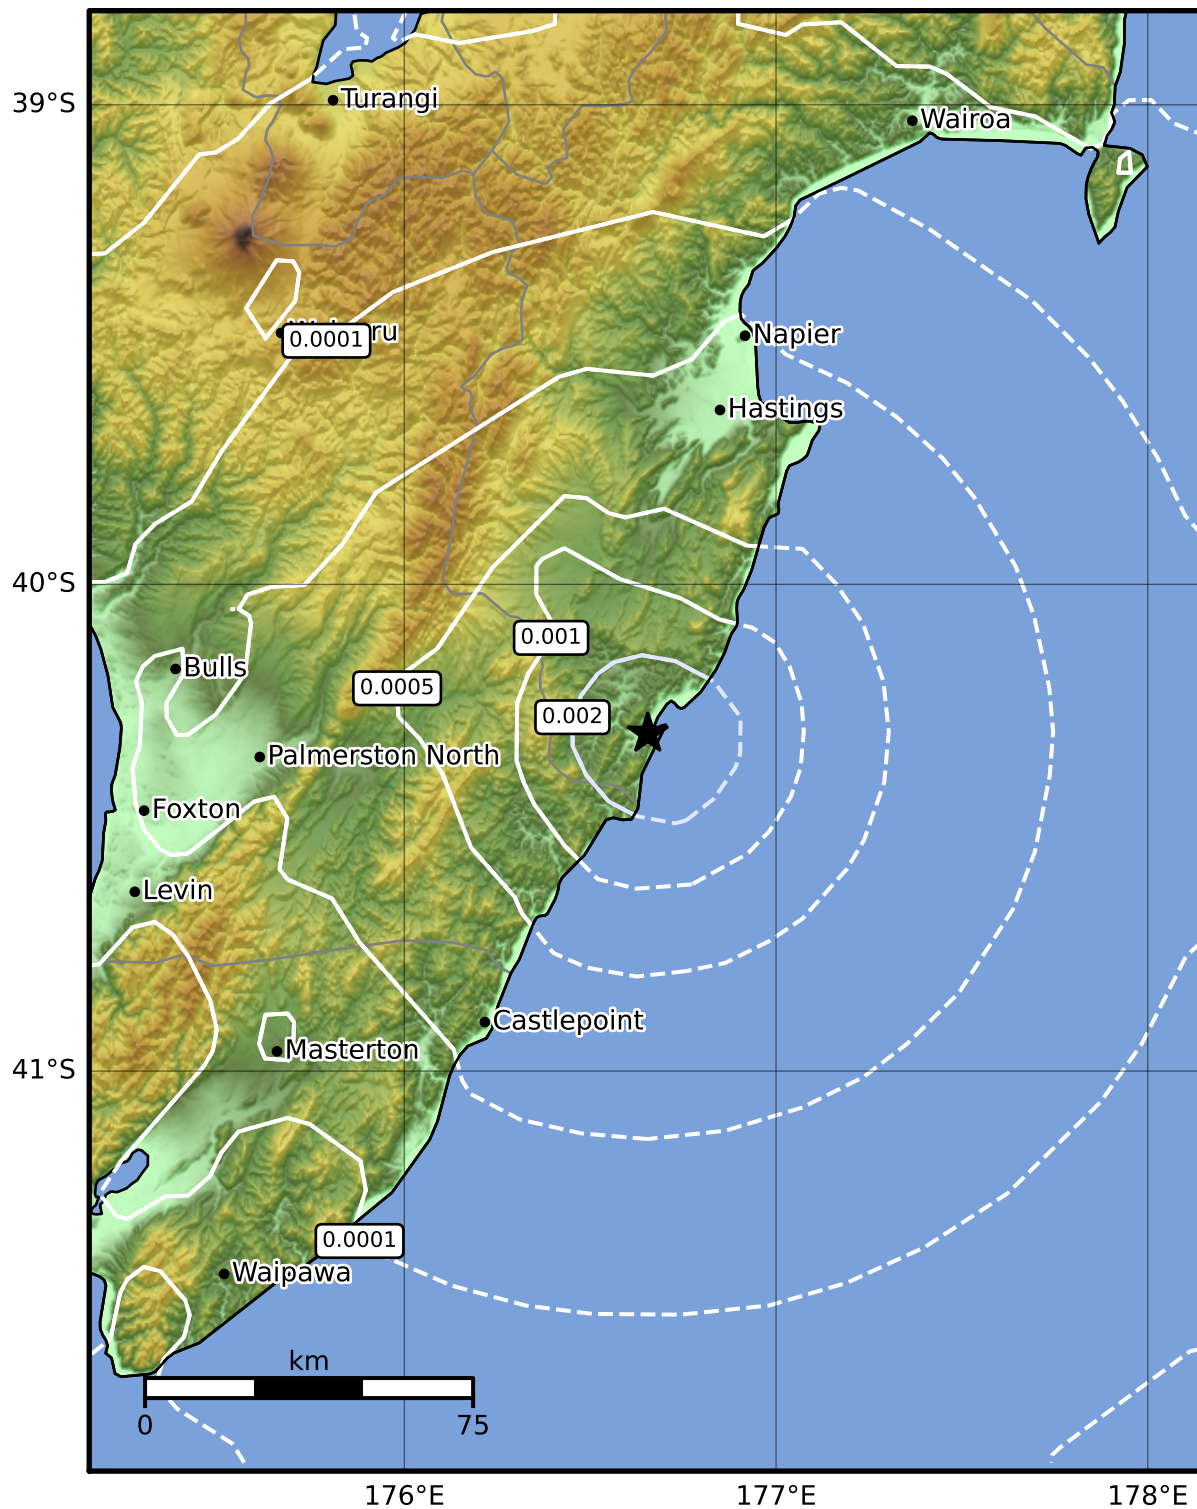 39°S
Turangi
Wairoa
0.0001
Napier
Hastings
40°S
0.001
Bulls
0.0005
0.002
Palmerston North
Foxton
Levin
Castlepoint
Masterton
41°S
0.0001
Waipawa
km
0
75
176°E
177°E
178°E